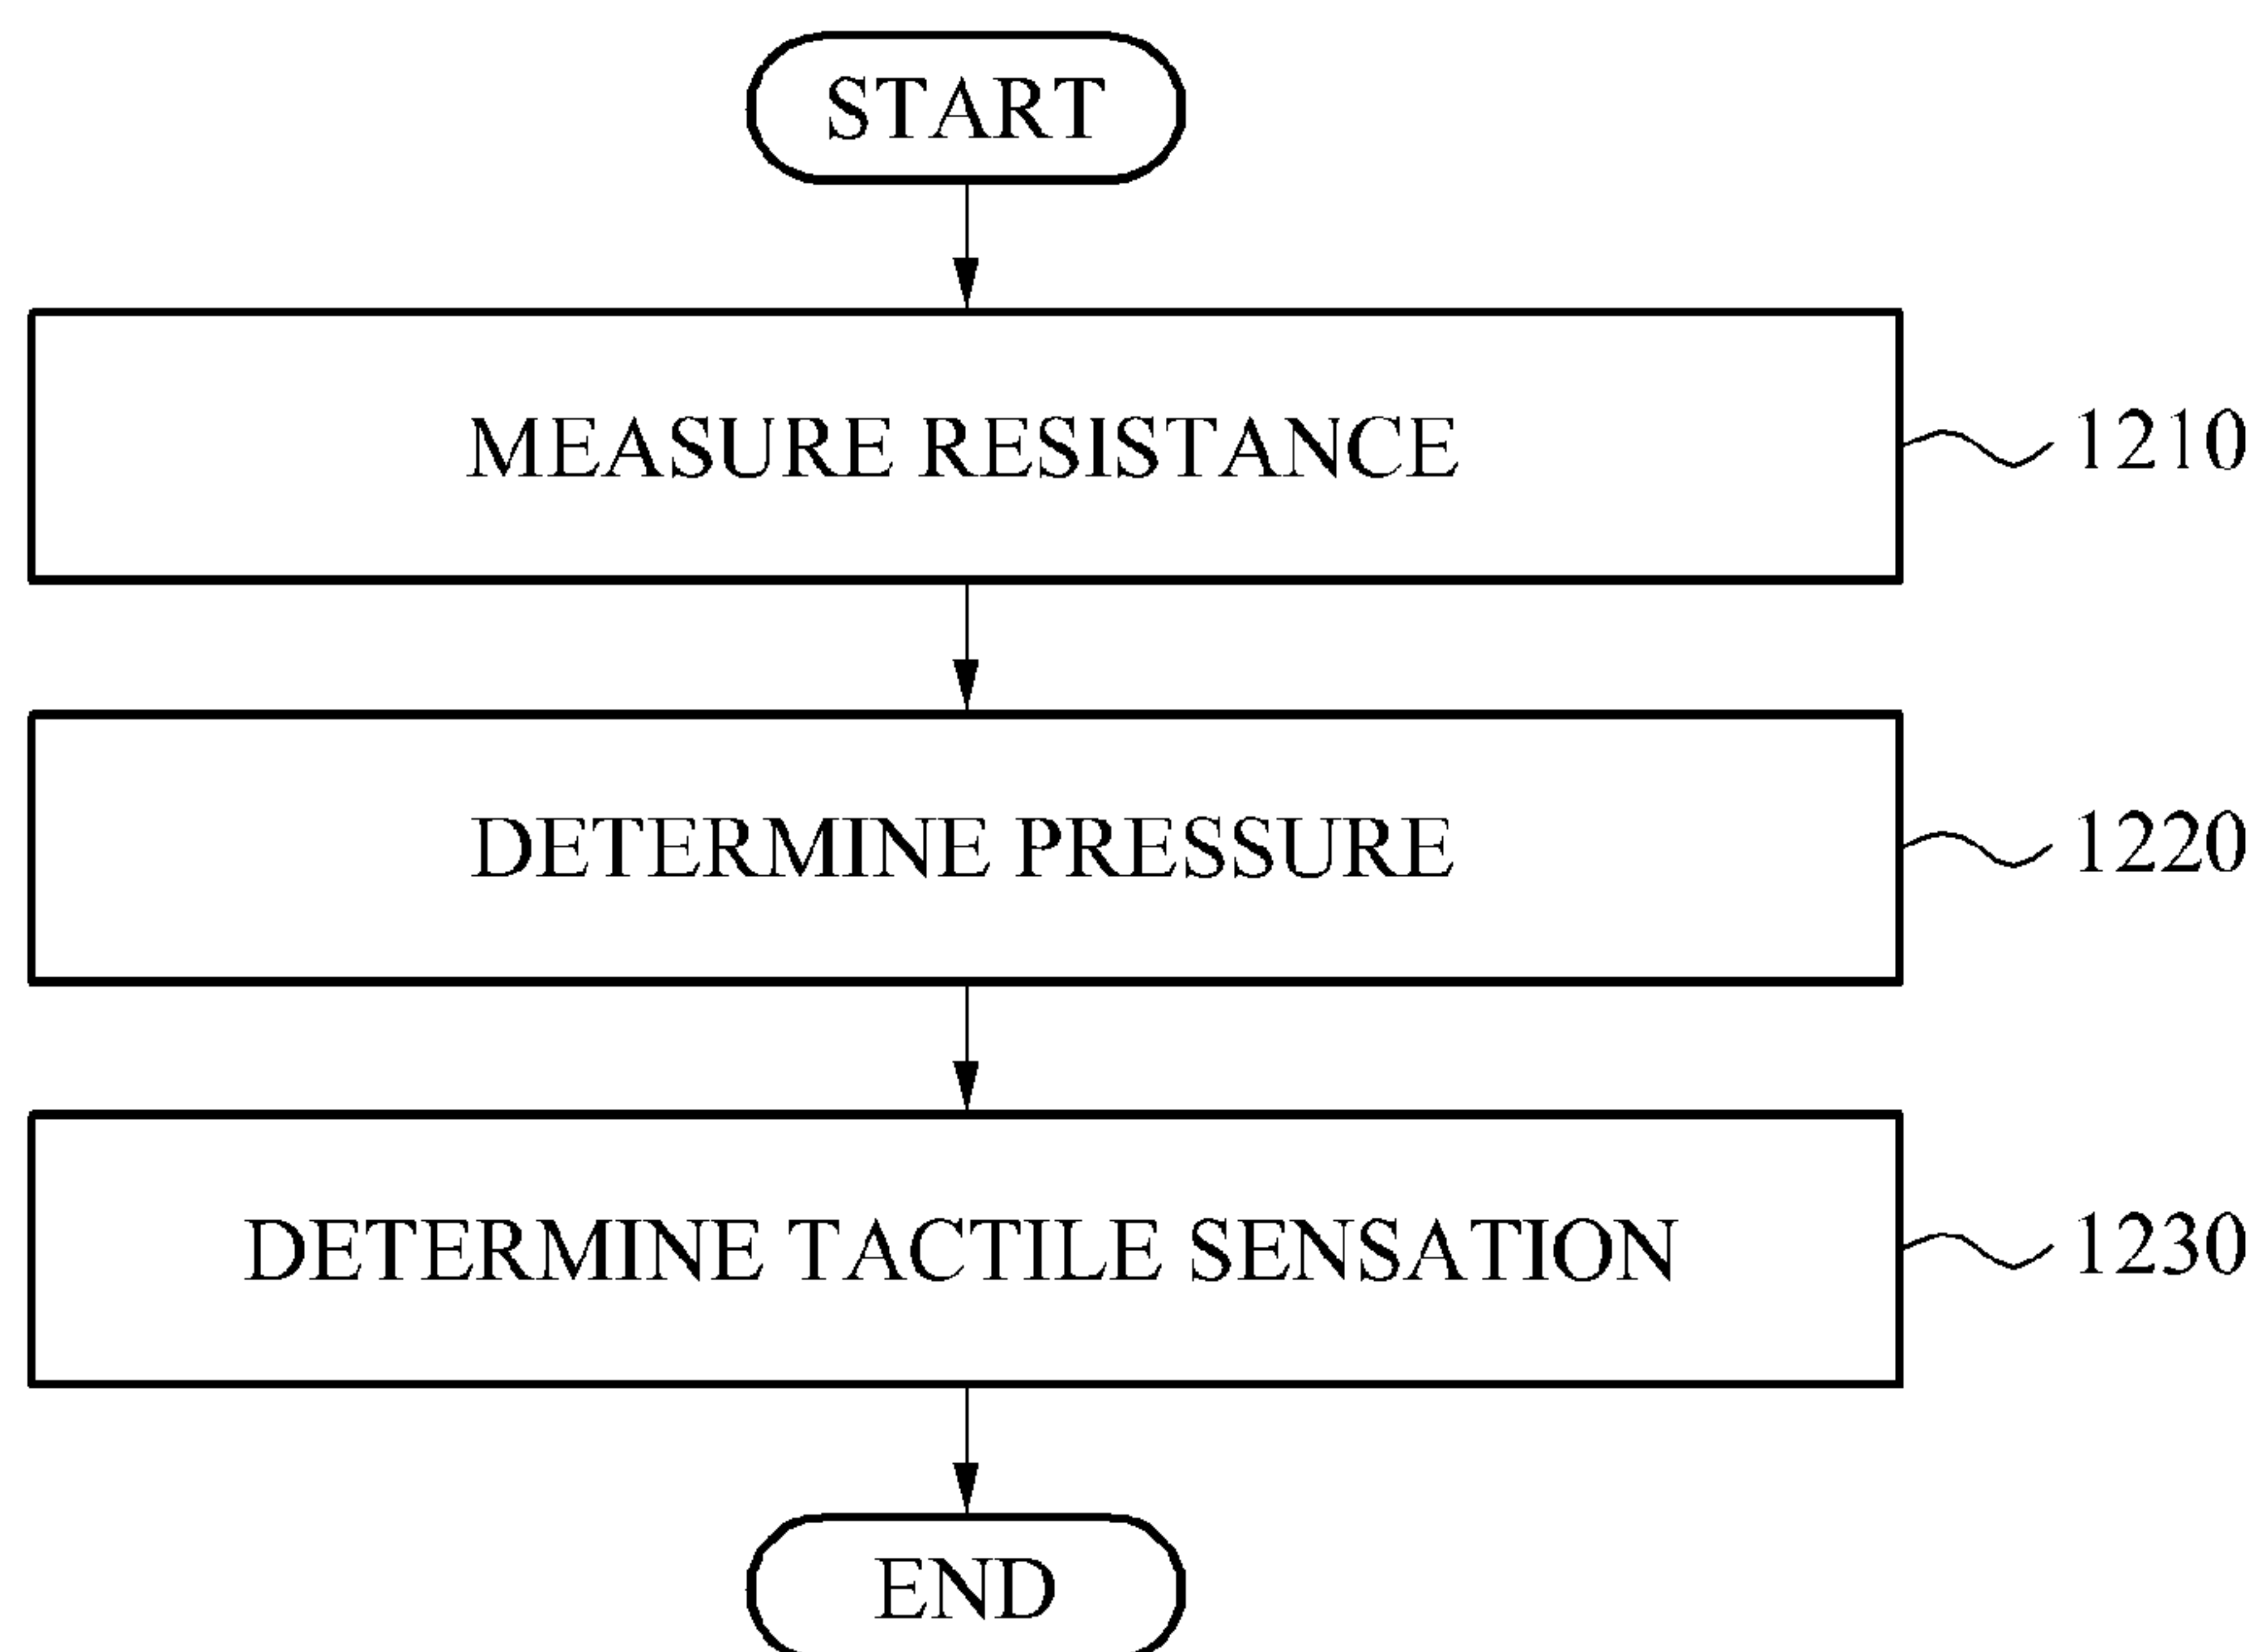 START
MEASURE RESISTANCE
1210
DETERMINE PRESSURE
1220
DETERMINE TACTILE SENSATION
1230
END